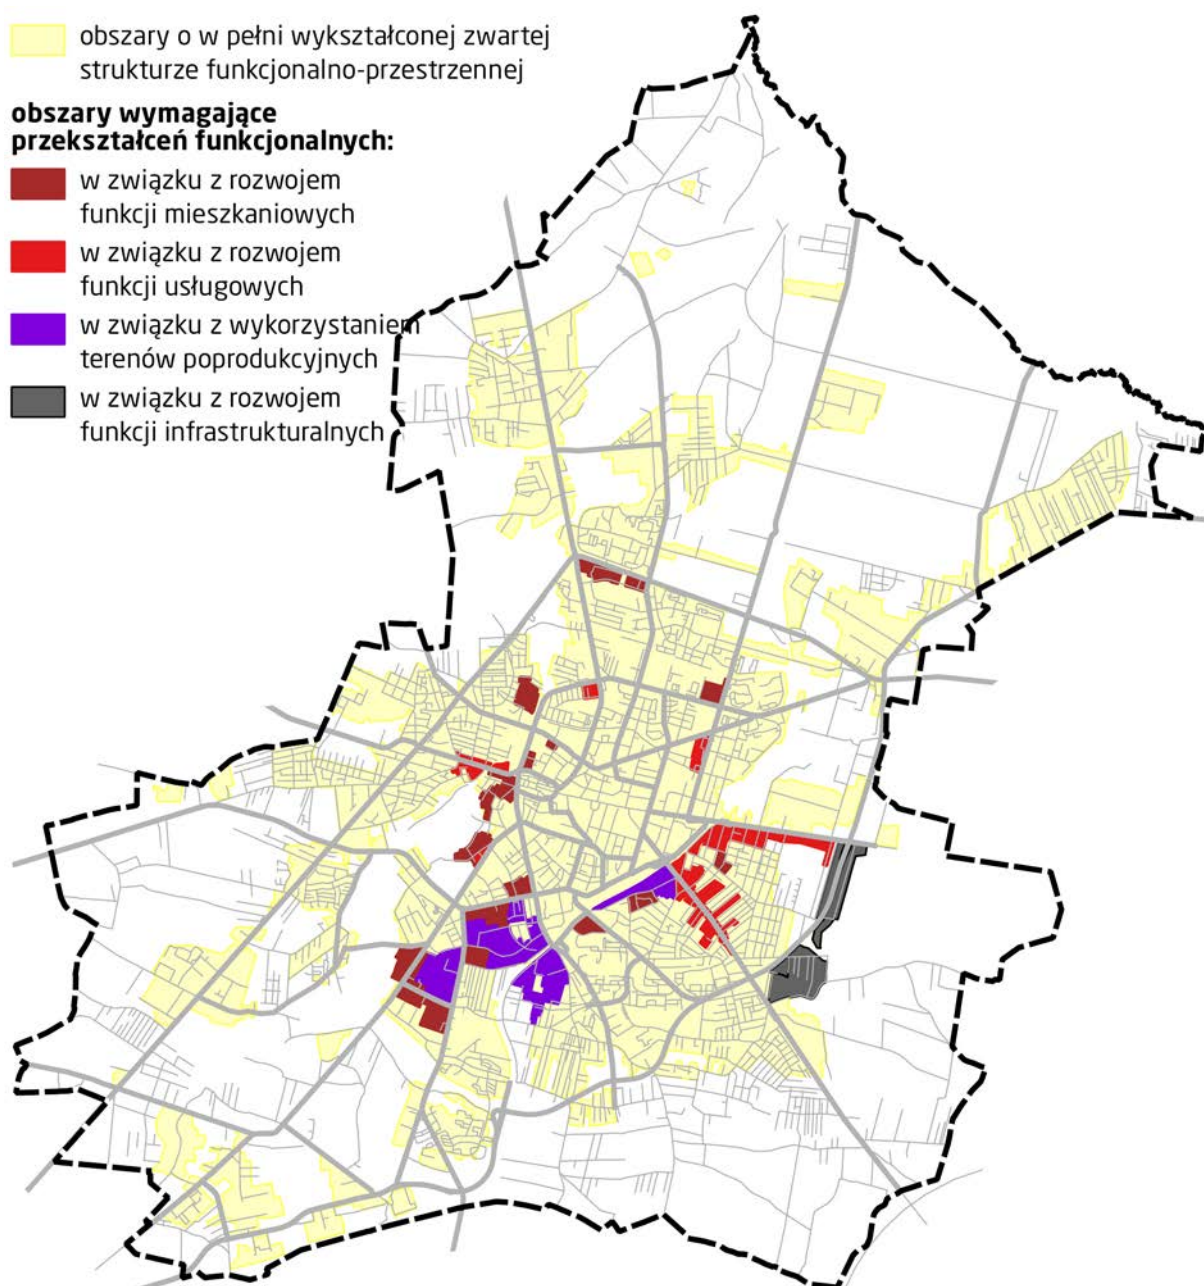 obszary o w pełni wykształconej zwartej
strukturze funkcjonalno-przestrzennej
obszary wymagające
przekształceń funkcjonalnych:
w związku z rozwojem
funkcji mieszkaniowych
w związku z rozwojem
funkcji usługowych
w związku z wykorzystaniem
terenów poprodukcyjnych
w związku z rozwojem
funkcji infrastrukturalnych